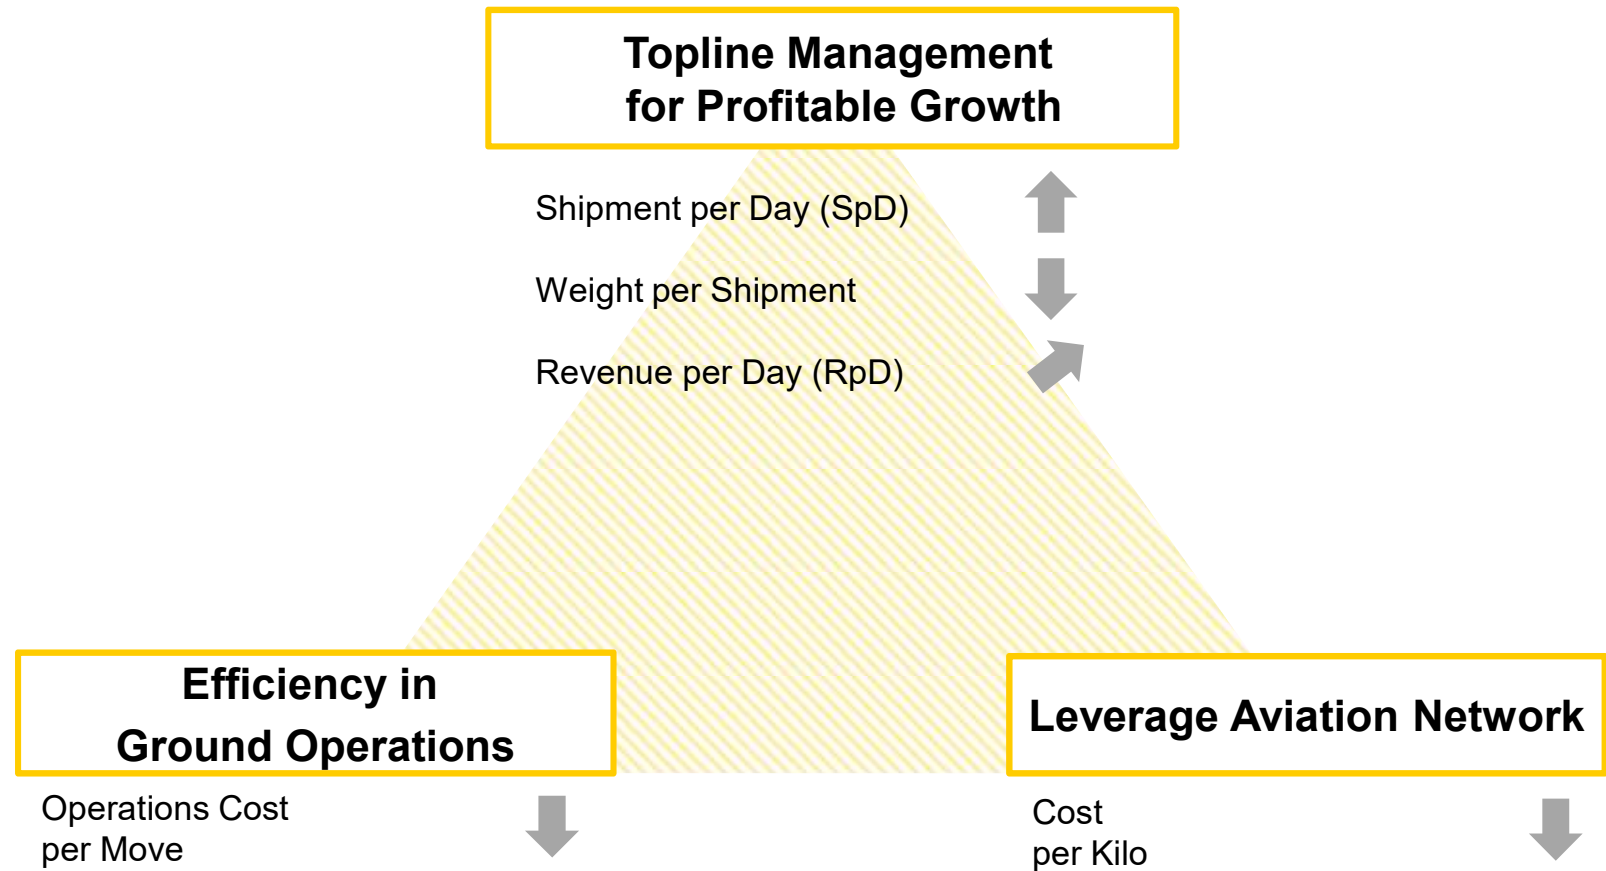 Topline Management
for Profitable Growth
Shipment per Day (SpD)
Weight per Shipment
Revenue per Day (RpD)
Efficiency in
Ground Operations
Operations Cost
per Move
Leverage Aviation Network
Cost
per Kilo